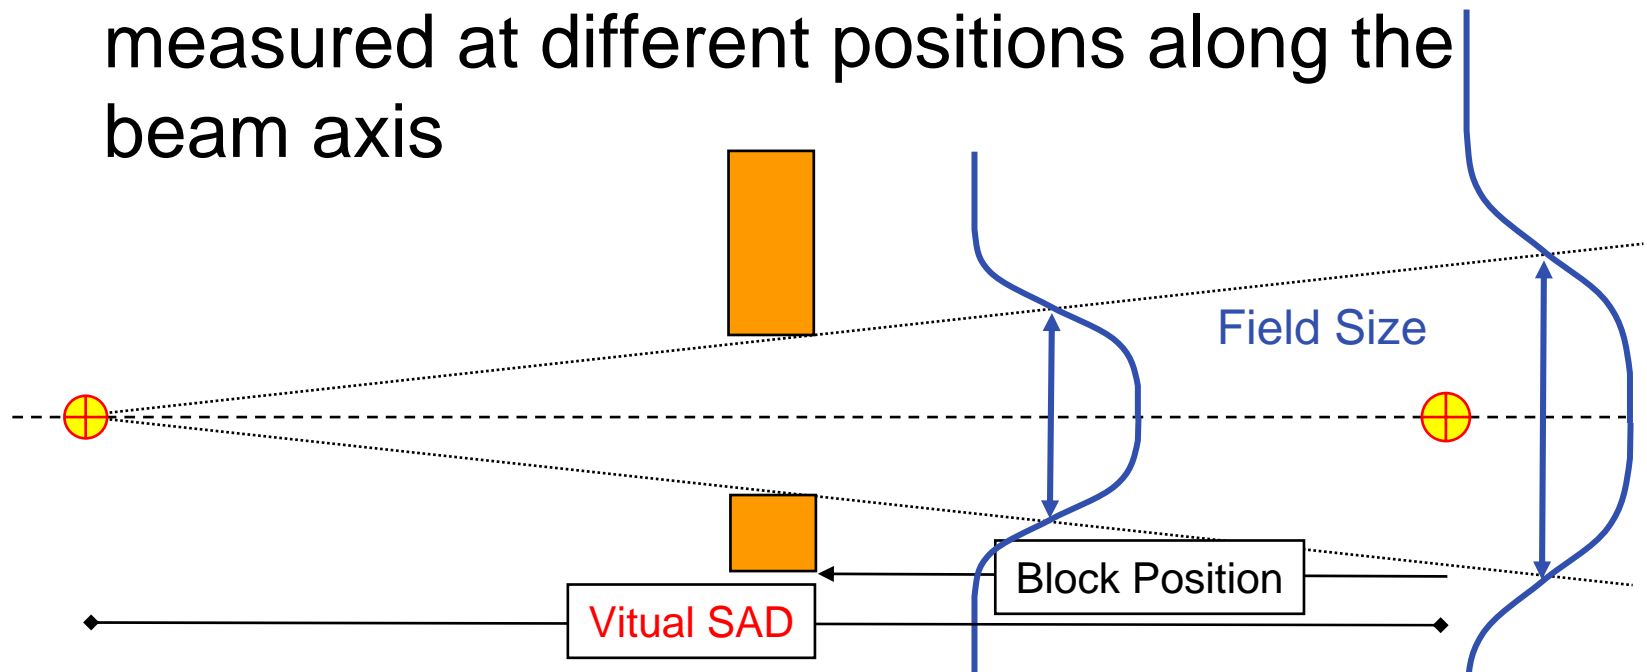 measured at different positions along the
beam axis
Field Size
Block Position
Vitual SAD